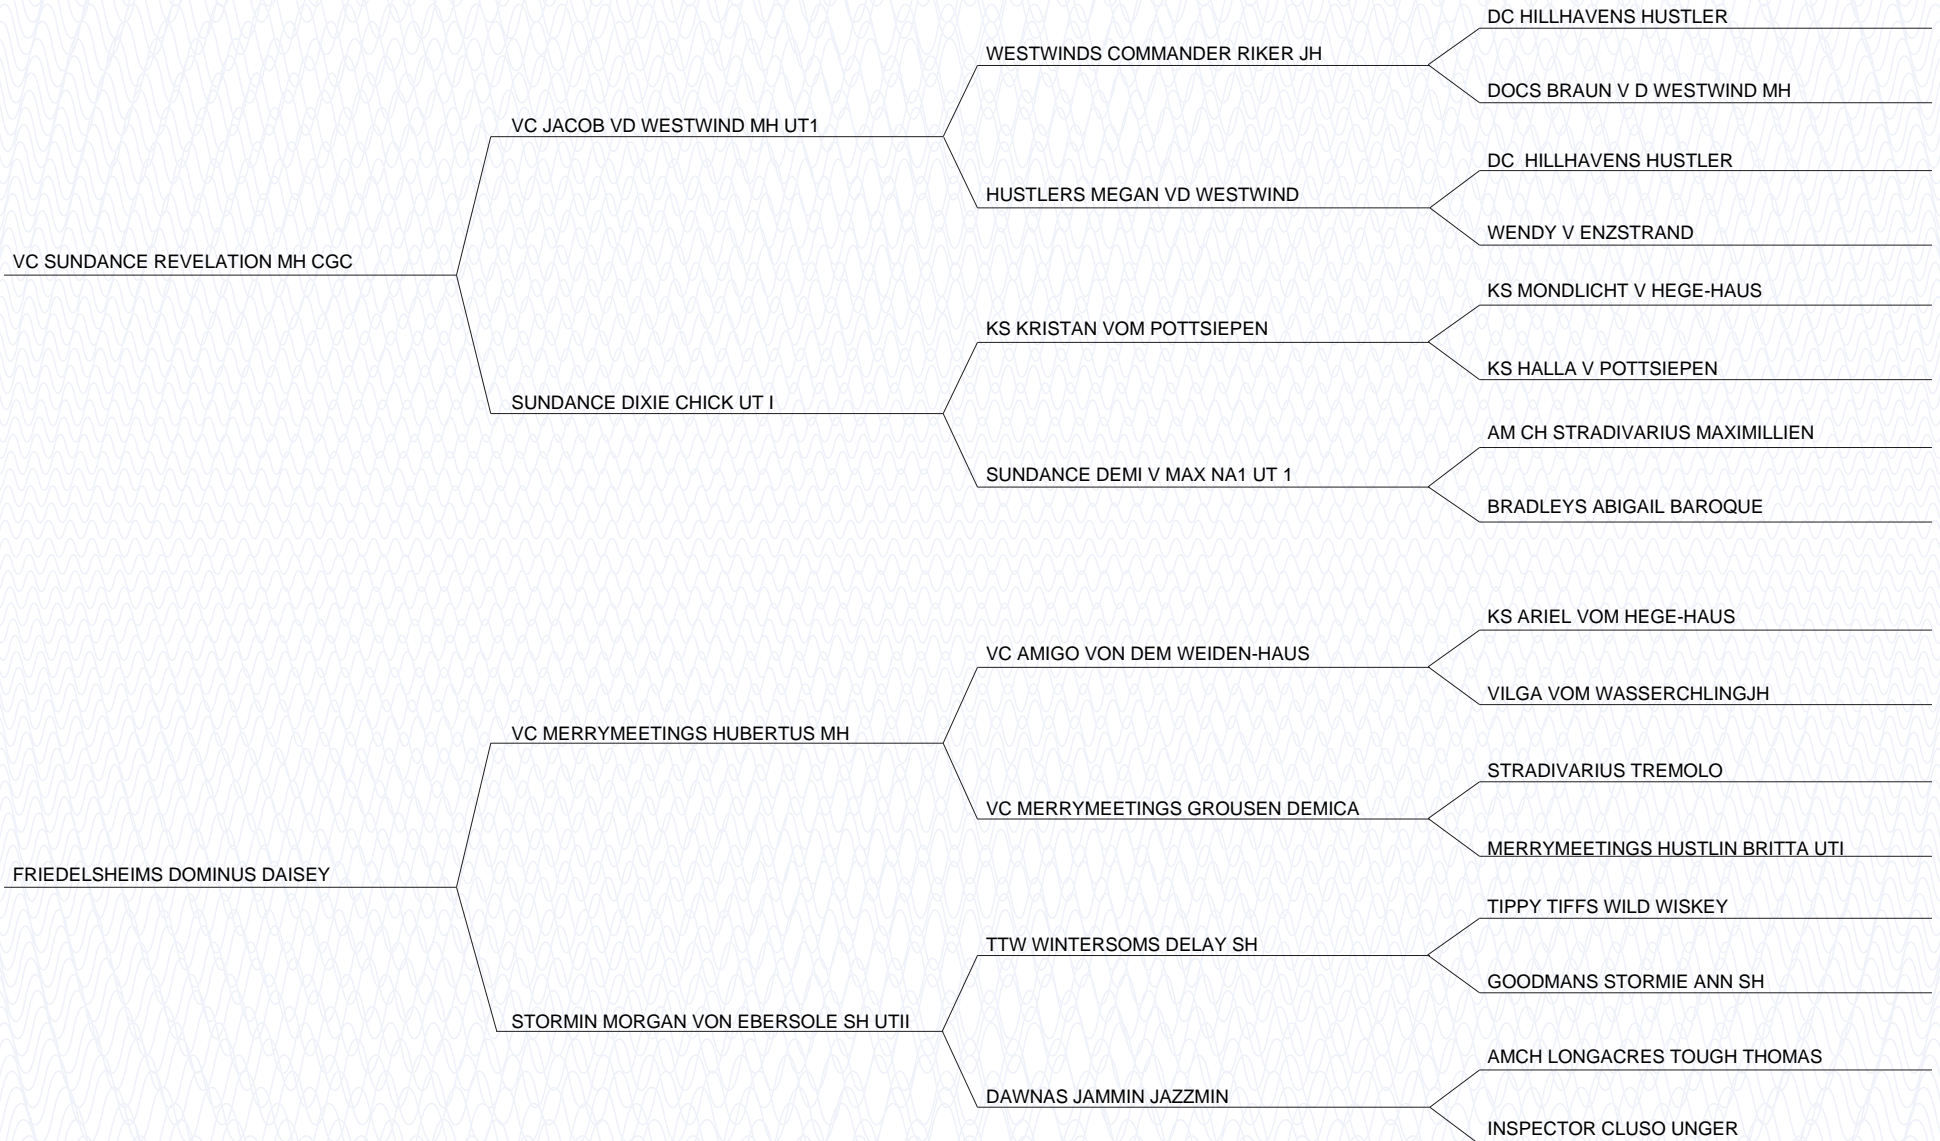 DC HILLHAVENS HUSTLER
WESTWINDS COMMANDER RIKER JH
DOCS BRAUN V D WESTWIND MH
VC JACOB VD WESTWIND MH UT1
DC  HILLHAVENS HUSTLER
HUSTLERS MEGAN VD WESTWIND
WENDY V ENZSTRAND
VC SUNDANCE REVELATION MH CGC
KS MONDLICHT V HEGE-HAUS
KS KRISTAN VOM POTTSIEPEN
KS HALLA V POTTSIEPEN
SUNDANCE DIXIE CHICK UT I
AM CH STRADIVARIUS MAXIMILLIEN
SUNDANCE DEMI V MAX NA1 UT 1
BRADLEYS ABIGAIL BAROQUE
KS ARIEL VOM HEGE-HAUS
VC AMIGO VON DEM WEIDEN-HAUS
VILGA VOM WASSERCHLINGJH
VC MERRYMEETINGS HUBERTUS MH
STRADIVARIUS TREMOLO
VC MERRYMEETINGS GROUSEN DEMICA
MERRYMEETINGS HUSTLIN BRITTA UTI
FRIEDELSHEIMS DOMINUS DAISEY
TIPPY TIFFS WILD WISKEY
TTW WINTERSOMS DELAY SH
GOODMANS STORMIE ANN SH
STORMIN MORGAN VON EBERSOLE SH UTII
AMCH LONGACRES TOUGH THOMAS
DAWNAS JAMMIN JAZZMIN
INSPECTOR CLUSO UNGER